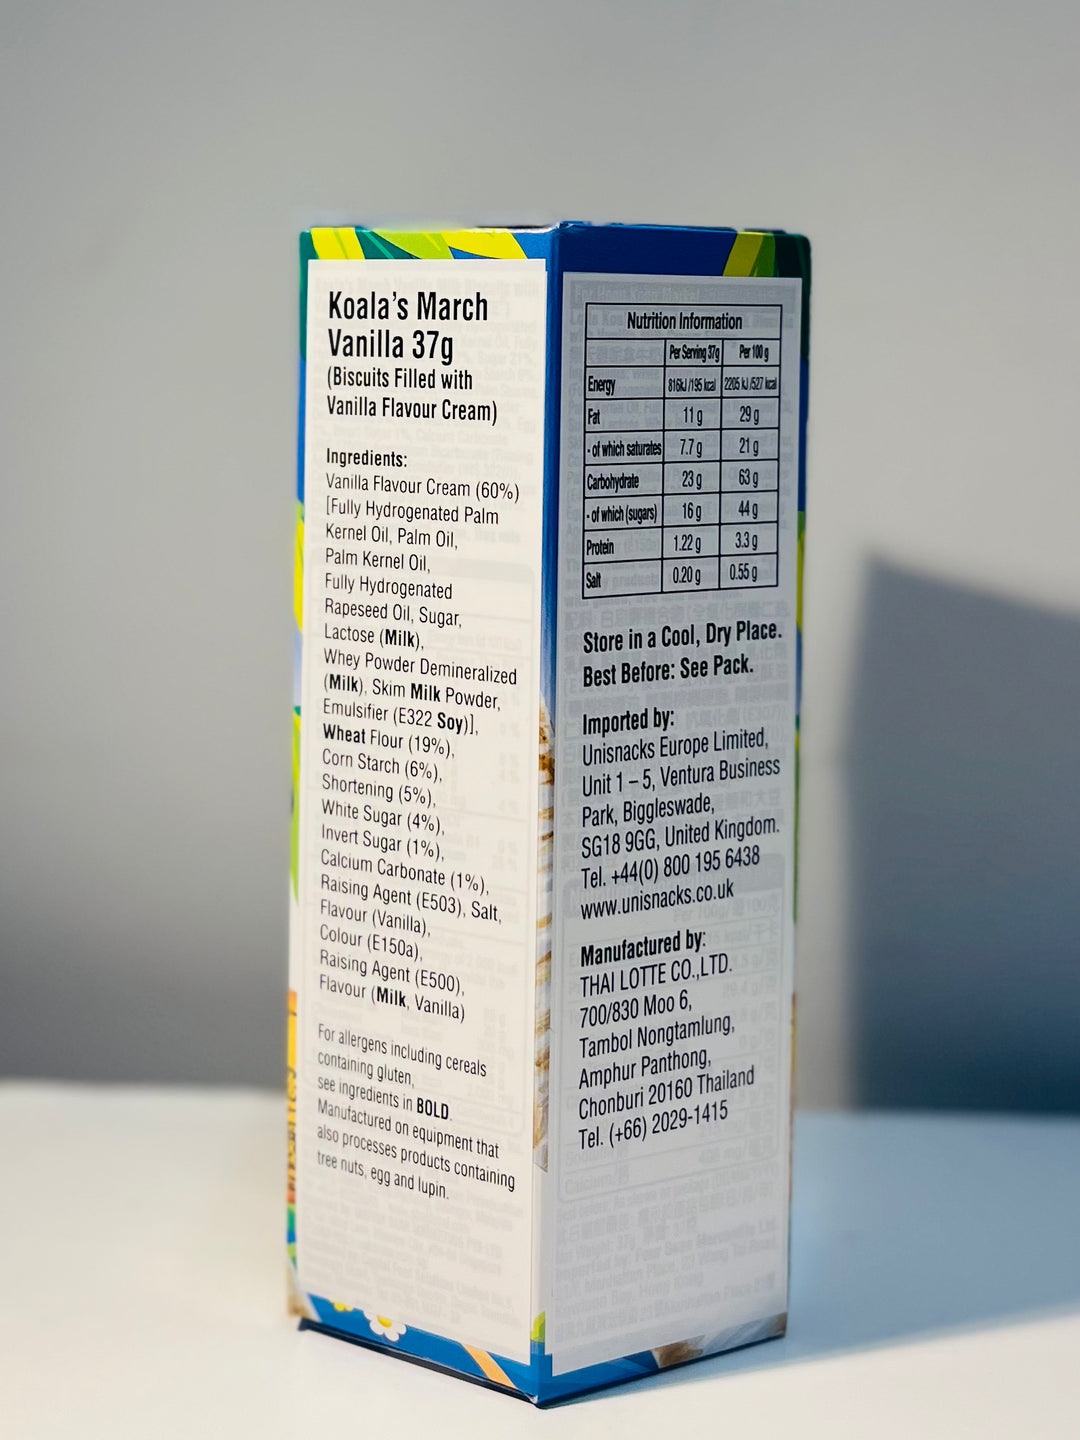 Koala's March
Vanilla 37g
(Biscuits Filled with
Vanilla Flavour Cream)
Ingredients:
Vanilla Flavour Cream (60%)
[Fully Hydrogenated Palm
Kernel Oil, Palm Oil,
Palm Kernel Oil,
Fully Hydrogenated
Rapeseed Oil, Sugar,
Lactose (Milk),
Whey Powder Demineralized
(Milk), Skim Milk Powder,
Emulsifier (E322 Soy)],
Wheat Flour (19%),
Corn Starch (6%),
Shortening (5%),
White Sugar (4%),
Invert Sugar (1%),
Calcium Carbonate (1%),
Raising Agent (E503), Salt,
Flavour (Vanilla),
Colour (E150a),
Raising Agent (E500),
Flavour (Milk, Vanilla)
For allergens including cereals
containing gluten,
see ingredients in BOLD.
Manufactured on equipment that
also processes products containing
tree nuts, egg and lupin.
Nutrition Information
Per Serving 37g Per 100 g
Energy 816kJ /195 kcal 2205 kJ /527 kcal
Fat 11 g 29 g
- of which saturates 7.7 g 21 g
Carbohydrate 23 g 63 g
- of which (sugars) 16 g 44 g
Protein 1.22 g 3.3 g
Salt 0.20 g 0.55 g
Store in a Cool, Dry Place.
Best Before: See Pack.
Imported by:
Unisnacks Europe Limited,
Unit 1 – 5, Ventura Business
Park, Biggleswade,
SG18 9GG, United Kingdom.
Tel. +44(0) 800 195 6438
www.unisnacks.co.uk
Manufactured by:
THAI LOTTE CO.,LTD.
700/830 Moo 6,
Tambol Nongtamlung,
Amphur Panthong,
Chonburi 20160 Thailand
Tel. (+66) 2029-1415